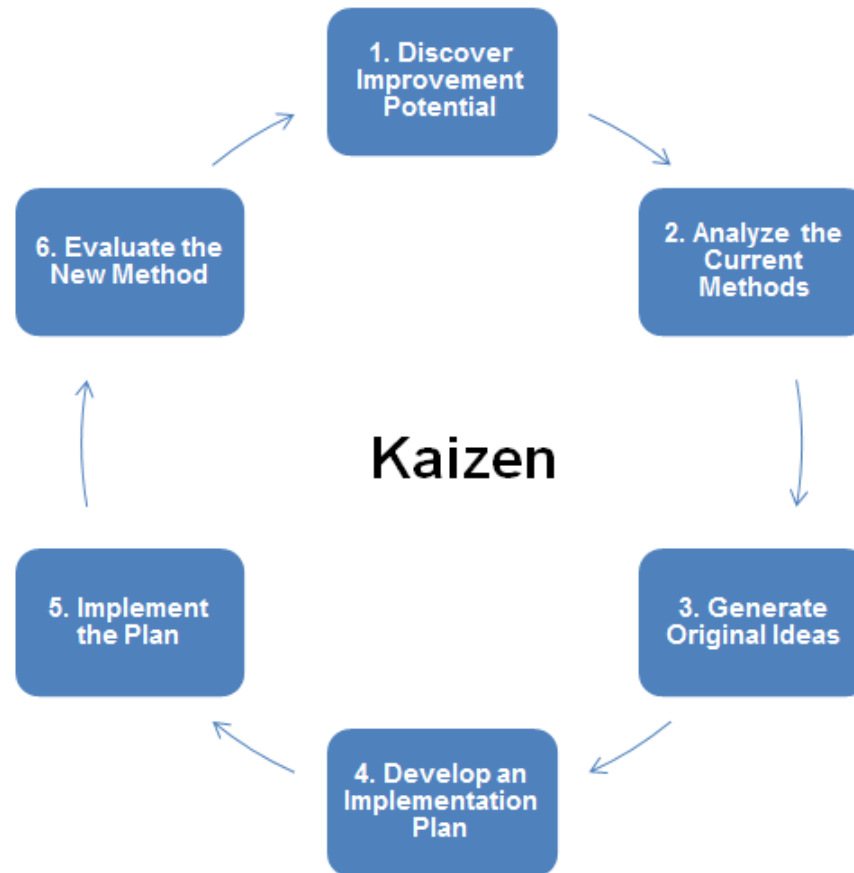 1. Discover
Improvement
Potential
2. Analyze the
Current
Methods
3. Generate
Original Ideas
4. Develop an
Implementation
Plan
5. Implement
the Plan
6. Evaluate the
New Method
Kaizen